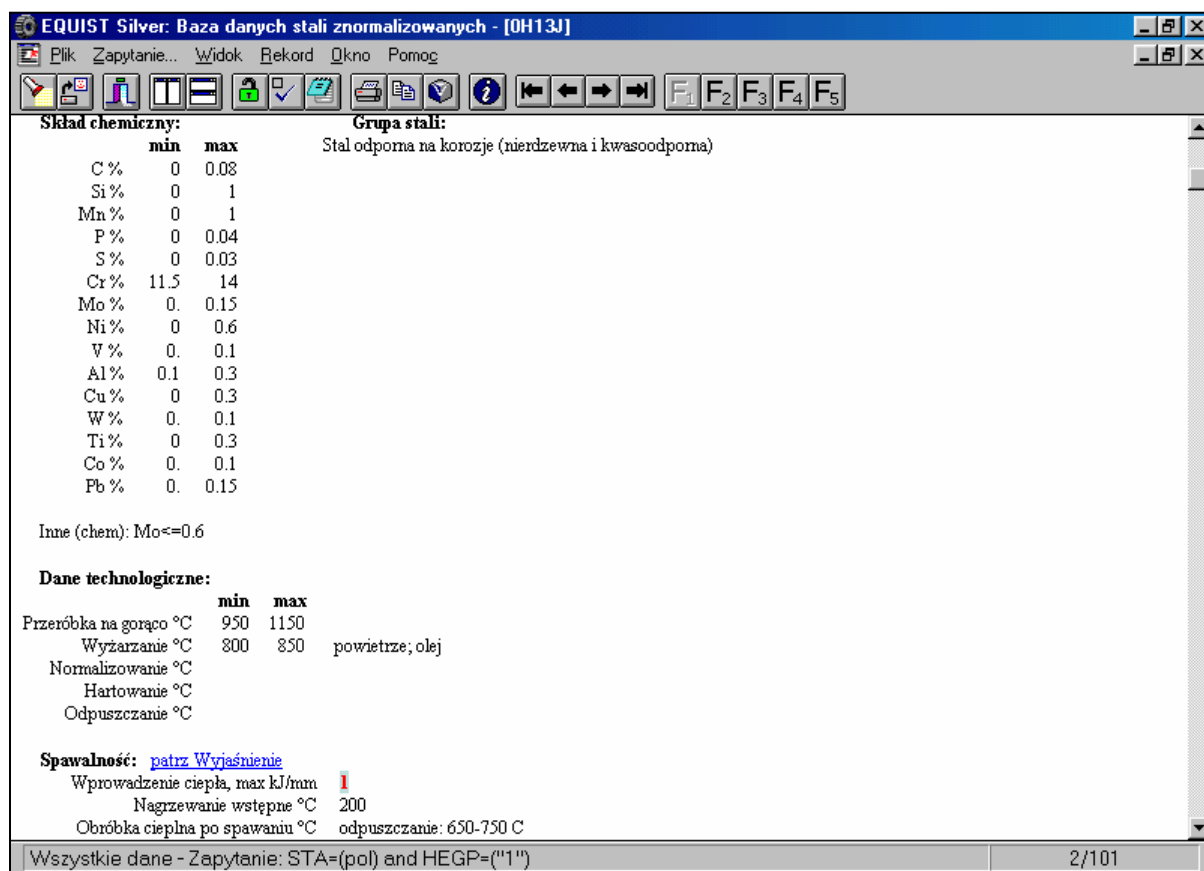 EQUIST Silver: Baza danych stali znormalizowanych - [0H13J]
Plik Zapytanie... Widok Rekord Okno Pomoc
F1 F2 F3 F4 F5
Skład chemiczny: Grupa stali:
min max Stal odporna na korozje (nierdzewna i kwasoodporna)
C % 0 0.08
Si % 0 1
Mn % 0 1
P % 0 0.04
S % 0 0.03
Cr % 11.5 14
Mo % 0. 0.15
Ni % 0 0.6
V % 0. 0.1
Al % 0.1 0.3
Cu % 0 0.3
W % 0. 0.1
Ti % 0 0.3
Co % 0. 0.1
Pb % 0. 0.15
Inne (chem): Mo<=0.6
Dane technologiczne:
min max
Przeróbka na gorąco °C 950 1150
Wyżarzanie °C 800 850 powietrze; olej
Normalizowanie °C
Hartowanie °C
Odpuszczanie °C
Spawalność: patrz Wyjaśnienie
Wprowadzenie ciepła, max kJ/mm 1
Nagrzewanie wstępne °C 200
Obróbka cieplna po spawaniu °C odpuszczanie: 650-750 C
Wszystkie dane - Zapytanie: STA=(pol) and HEGP=("1") 2/101